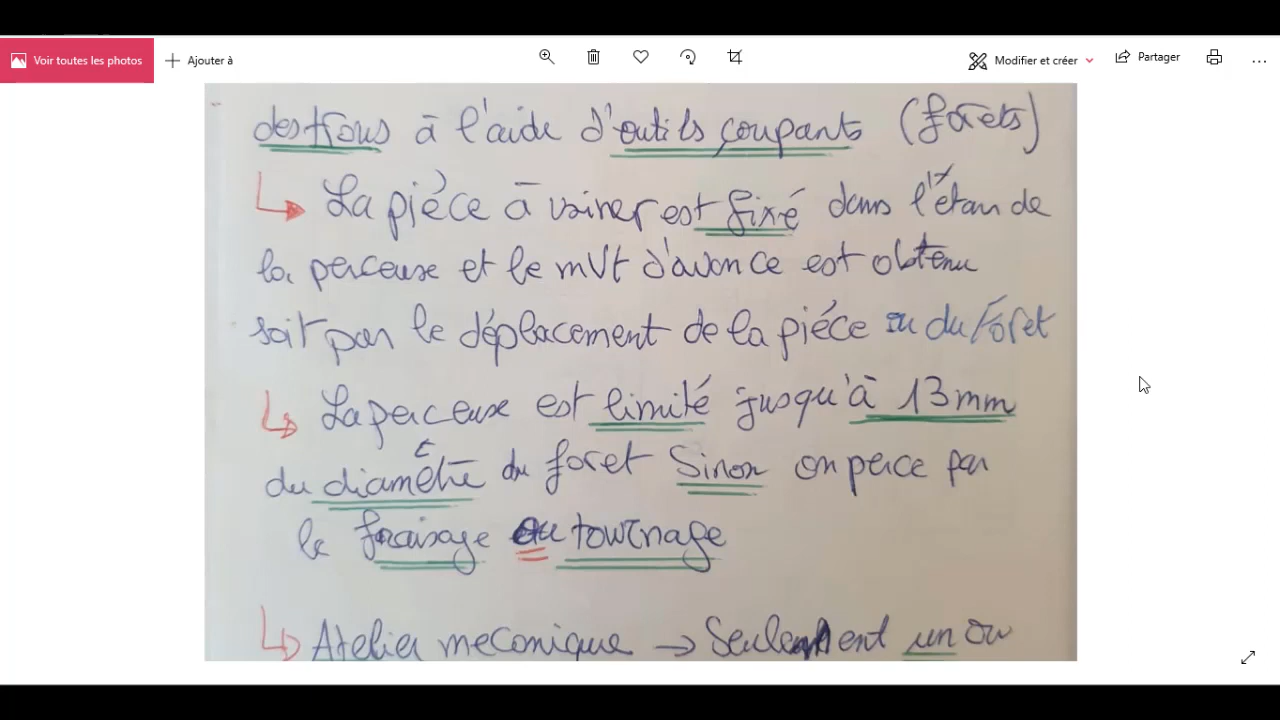 Voir toutes les photos
Ajouter à
Modifier et créer
Partager
des trous à l'aide d'outils coupants (forets)
La pièce à usiner est fixé dans l'étau de
la perceuse et le mvt d'avance est obtenu
soit par le déplacement de la piéce ou du Foret
La perceuse est limité jusqu'à 13mm
du diamétre du foret Sinon on perce par
le fraisage ou tournage
Atelier mecanique → Seulement un ou